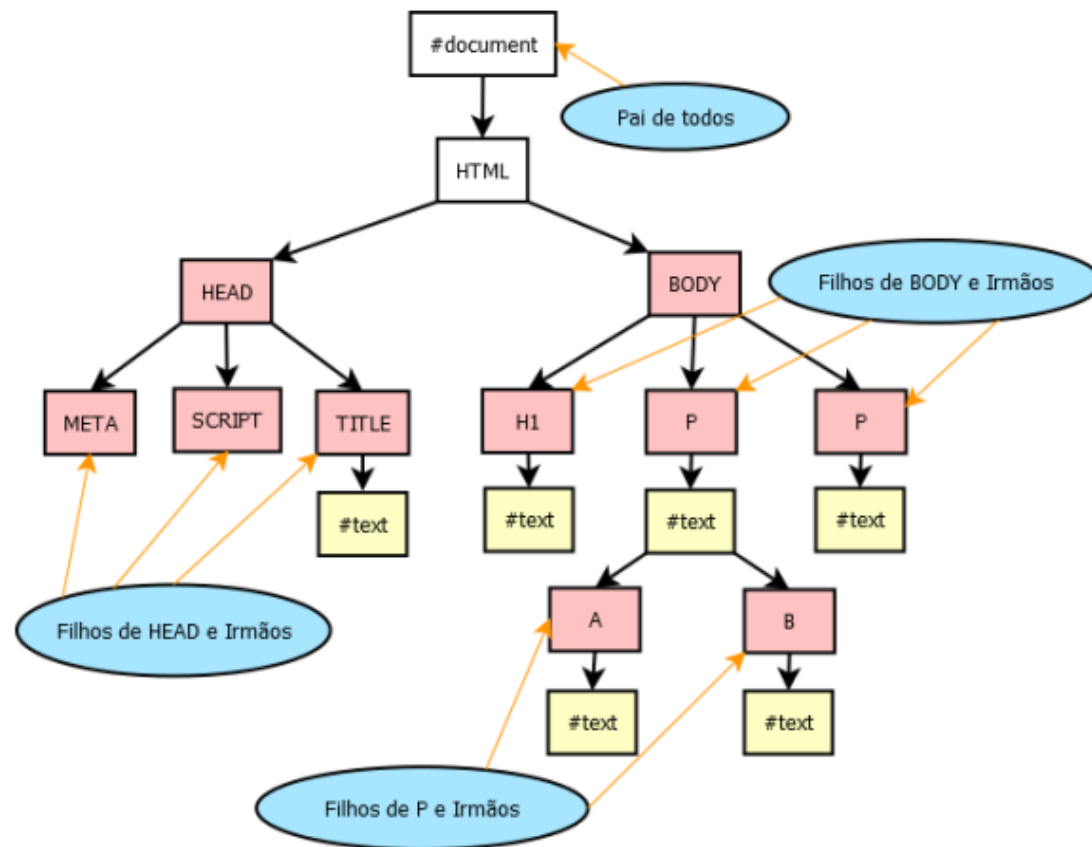 #document
Pai de todos
HTML
HEAD
BODY
Filhos de BODY e Irmãos
META
SCRIPT
TITLE
H1
P
P
#text
#text
#text
#text
Filhos de HEAD e Irmãos
A
B
#text
#text
Filhos de P e Irmãos